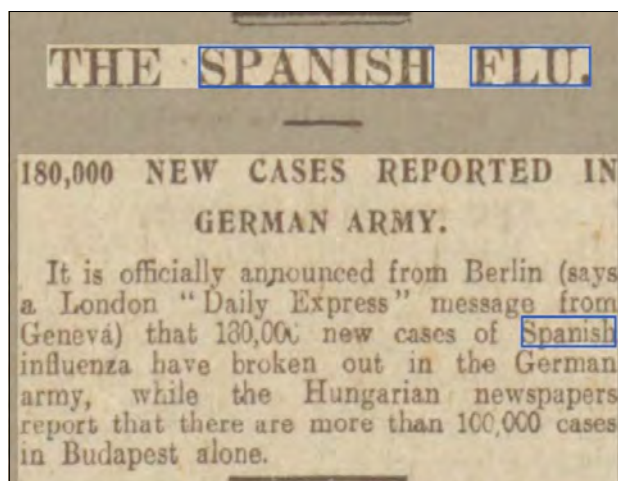 THE SPANISH FLU.
180,000 NEW CASES REPORTED IN
GERMAN ARMY.
It is officially announced from Berlin (says
a London "Daily Express" message from
Geneva) that 180,000 new cases of Spanish
influenza have broken out in the German
army, while the Hungarian newspapers
report that there are more than 100,000 cases
in Budapest alone.